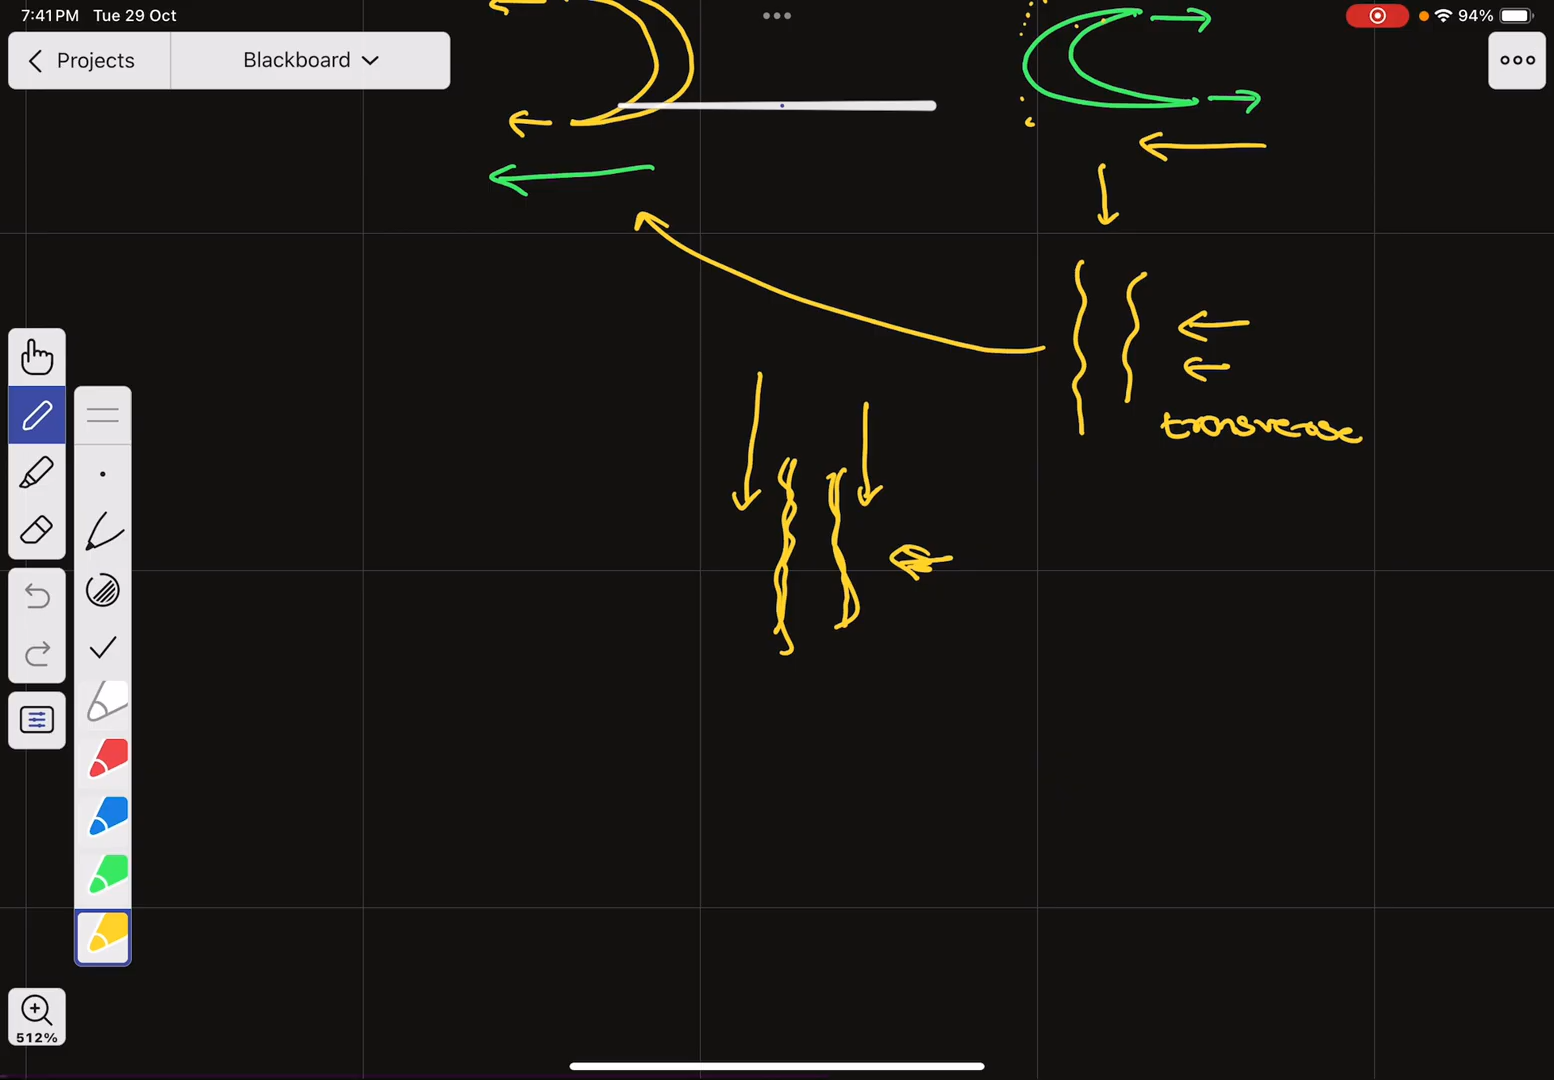 7:41 PM Tue 29 Oct
94%
Projects
Blackboard
transverse
512%